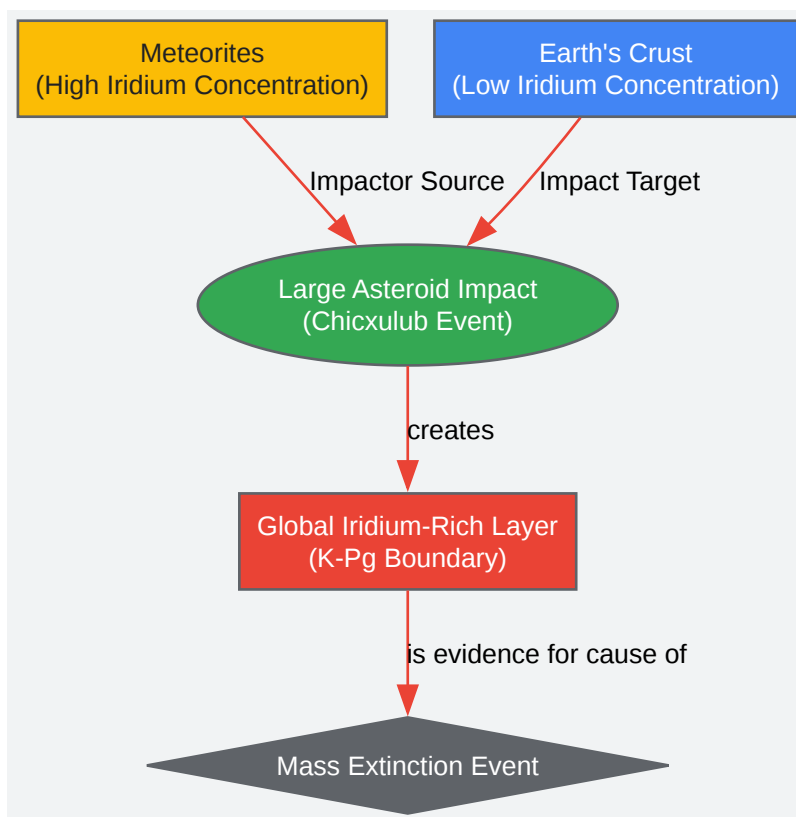 Meteorites
(High Iridium Concentration)
Earth's Crust
(Low Iridium Concentration)
Impactor Source
Impact Target
Large Asteroid Impact
(Chicxulub Event)
creates
Global Iridium-Rich Layer
(K-Pg Boundary)
is evidence for cause of
Mass Extinction Event